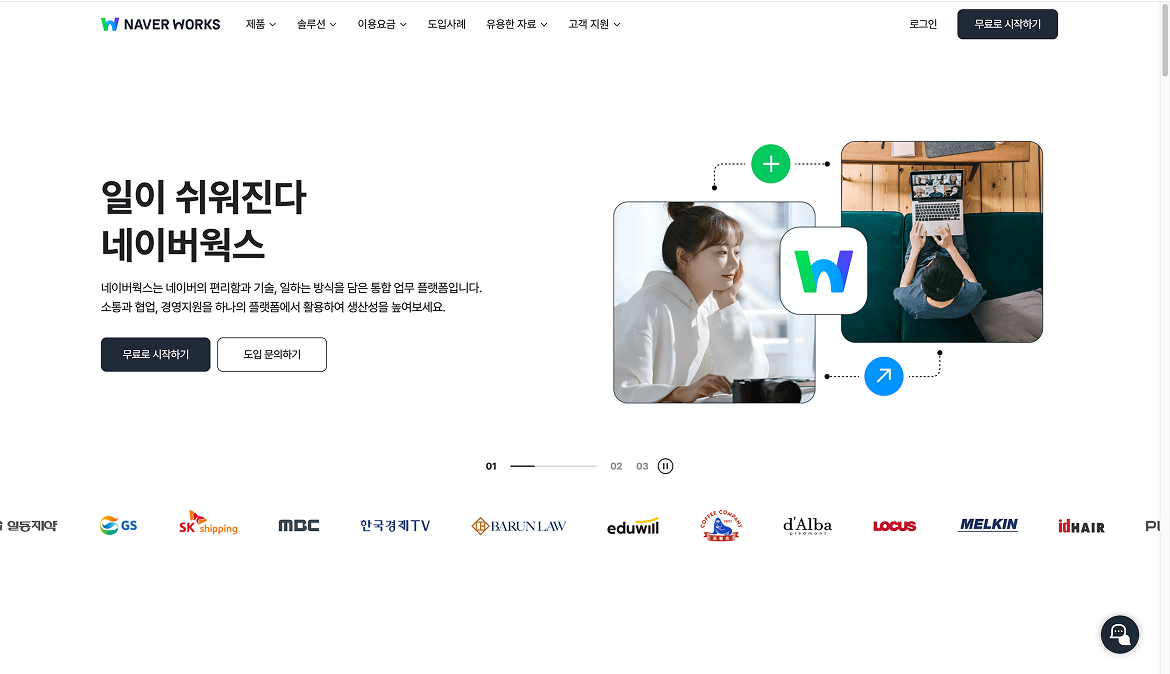 NAVER WORKS
제품
솔루션
이용요금
도입사례
유용한 자료
고객 지원
로그인
무료로 시작하기
일이 쉬워진다
네이버웍스
네이버웍스는 네이버의 편리함과 기술, 일하는 방식을 담은 통합 업무 플랫폼입니다.
소통과 협업, 경영지원을 하나의 플랫폼에서 활용하여 생산성을 높여보세요.
무료로 시작하기
도입 문의하기
01
02
03
일동제약
GS
SK shipping
MBC
한국경제TV
BARUN LAW
eduwill
COFFEE COMPANY
d'Alba
piedmont
LOCUS
MELKIN
idHAIR